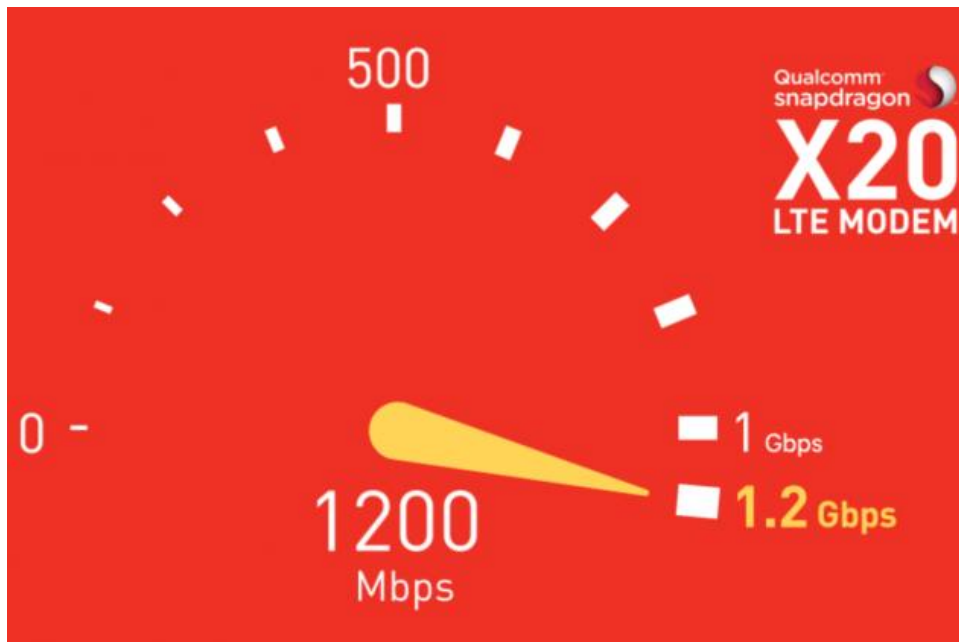 500
Qualcomm
snapdragon
X20
LTE MODEM
0
1 Gbps
1.2 Gbps
1200
Mbps